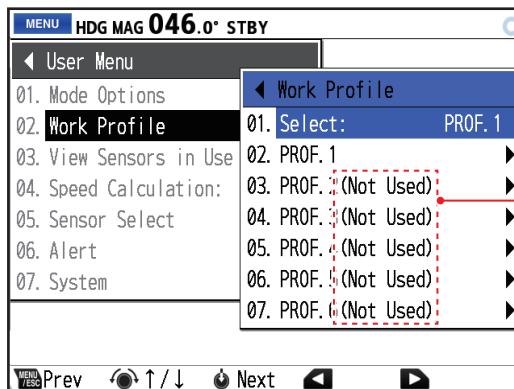 MENU HDG MAG 046.0° STBY
◀ User Menu
01. Mode Options
02. Work Profile
03. View Sensors in Use
04. Speed Calculation:
05. Sensor Select
06. Alert
07. System
◀ Work Profile
01. Select: PROF.1
02. PROF.1 ▶
03. PROF. (Not Used) ▶
04. PROF. (Not Used) ▶
05. PROF. (Not Used) ▶
06. PROF. (Not Used) ▶
07. PROF. (Not Used) ▶
MENU/ESC Prev ↑/↓ Next ◀ ▶